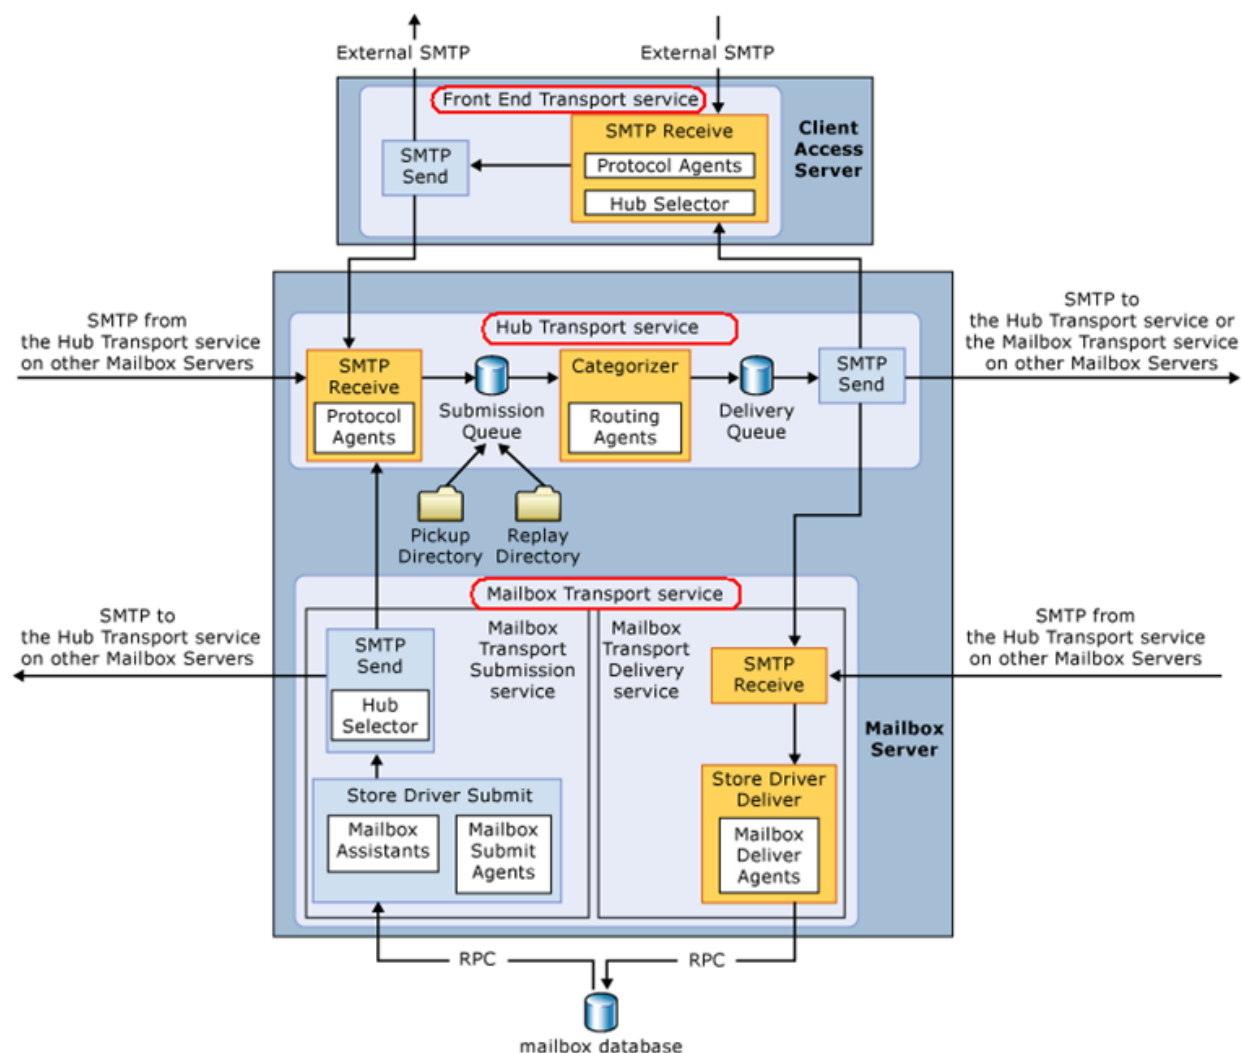 External SMTP
External SMTP
Front End Transport service
SMTP Receive
Protocol Agents
Hub Selector
SMTP
Send
Client
Access
Server
SMTP from
the Hub Transport service
on other Mailbox Servers
Hub Transport service
SMTP to
the Hub Transport service or
the Mailbox Transport service
on other Mailbox Servers
SMTP
Receive
Protocol
Agents
Submission
Queue
Categorizer
Routing
Agents
Delivery
Queue
SMTP
Send
Pickup
Directory
Replay
Directory
Mailbox Transport service
SMTP to
the Hub Transport service
on other Mailbox Servers
SMTP
Send
Hub
Selector
Mailbox
Transport
Submission
service
Mailbox
Transport
Delivery
service
SMTP
Receive
SMTP from
the Hub Transport service
on other Mailbox Servers
Mailbox
Server
Store Driver Submit
Mailbox
Assistants
Mailbox
Submit
Agents
Store Driver
Deliver
Mailbox
Deliver
Agents
RPC
RPC
mailbox database